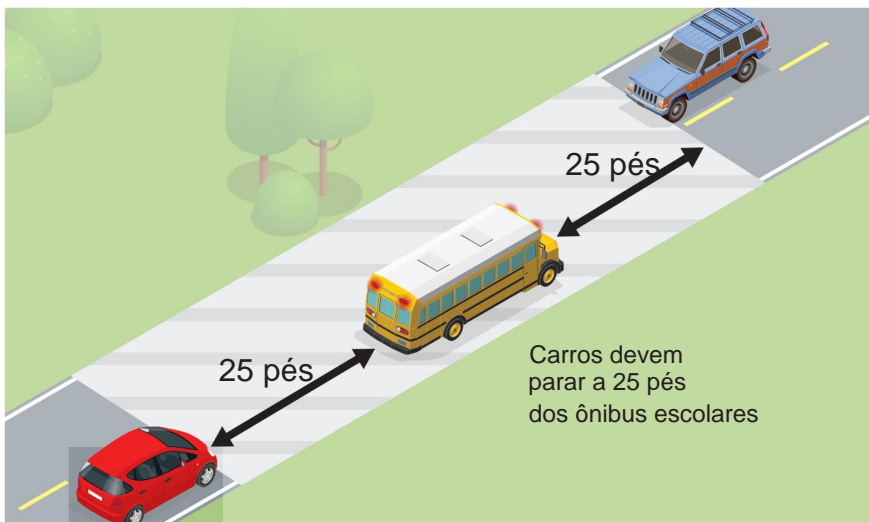 25 pés
25 pés
Carros devem
parar a 25 pés
dos ônibus escolares